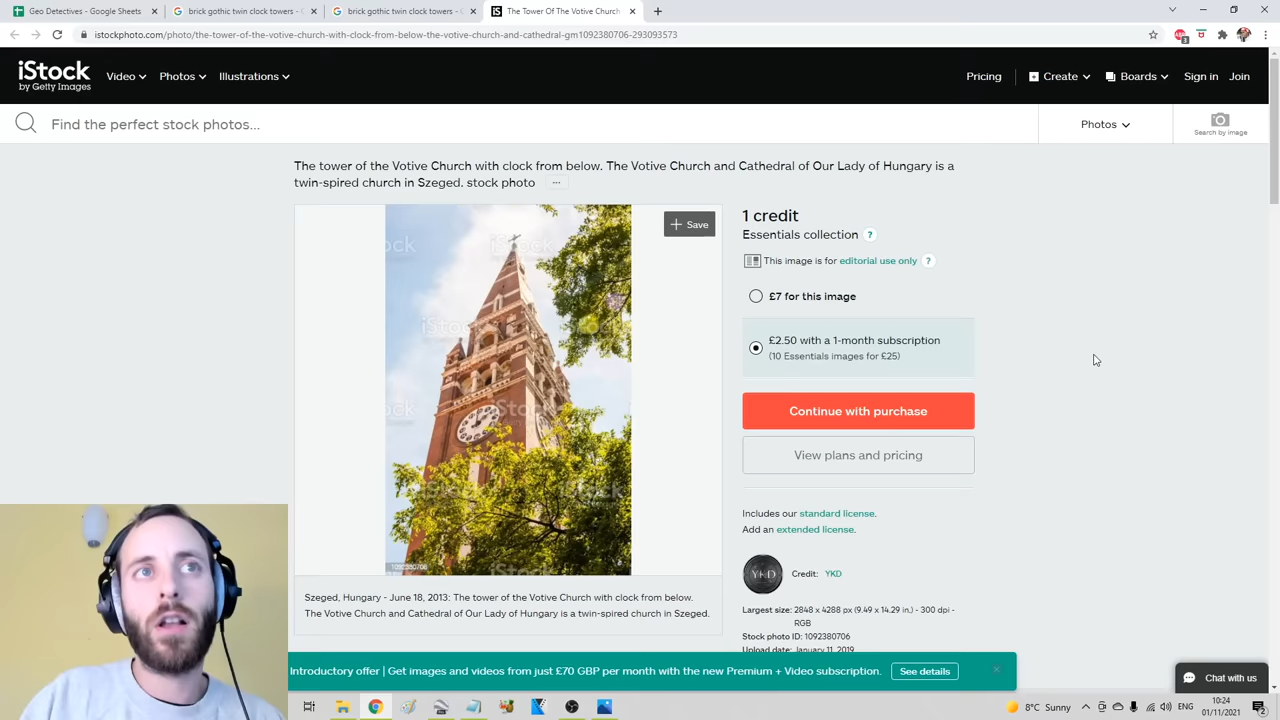 Geo Detectives - Google Sheets
brick gothic twin clock towers - G
brick gothic twin clock towers - G
The Tower Of The Votive Church
istockphoto.com/photo/the-tower-of-the-votive-church-with-clock-from-below-the-votive-church-and-cathedral-gm1092380706-293093573
iStock
by Getty Images
Video
Photos
Illustrations
Pricing
Create
Boards
Sign in
Join
Find the perfect stock photos...
Photos
Search by image
The tower of the Votive Church with clock from below. The Votive Church and Cathedral of Our Lady of Hungary is a
twin-spired church in Szeged. stock photo
Save
iStock
1092380706
Szeged, Hungary - June 18, 2013: The tower of the Votive Church with clock from below.
The Votive Church and Cathedral of Our Lady of Hungary is a twin-spired church in Szeged.
1 credit
Essentials collection ?
This image is for editorial use only ?
£7 for this image
£2.50 with a 1-month subscription
(10 Essentials images for £25)
Continue with purchase
View plans and pricing
Includes our standard license.
Add an extended license.
YKD
Credit: YKD
Largest size: 2848 x 4288 px (9.49 x 14.29 in.) - 300 dpi -
RGB
Stock photo ID: 1092380706
Upload date: January 11, 2019
Introductory offer | Get images and videos from just £70 GBP per month with the new Premium + Video subscription.
See details
Chat with us
8°C Sunny
ENG
10:24
01/11/2021